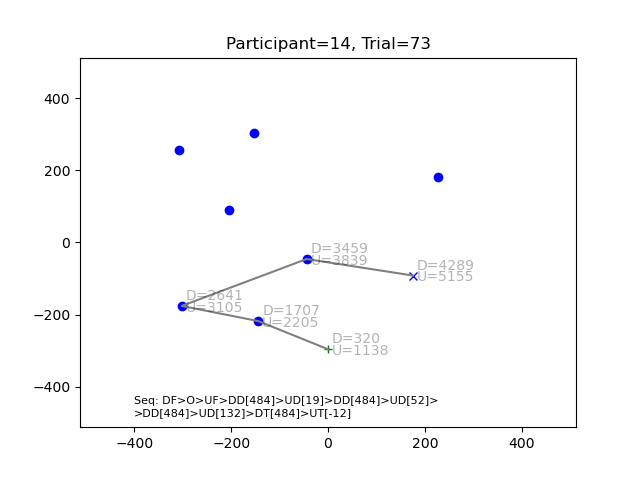 Participant=14, Trial=73
400
200
0
−200
−400
D=3459
U=3839
D=4289
U=5155
D=2641
U=3105
D=1707
U=2205
D=320
U=1138
Seq: DF>O>UF>DD[484]>UD[19]>DD[484]>UD[52]>
>DD[484]>UD[132]>DT[484]>UT[-12]
−400 −200 0 200 400